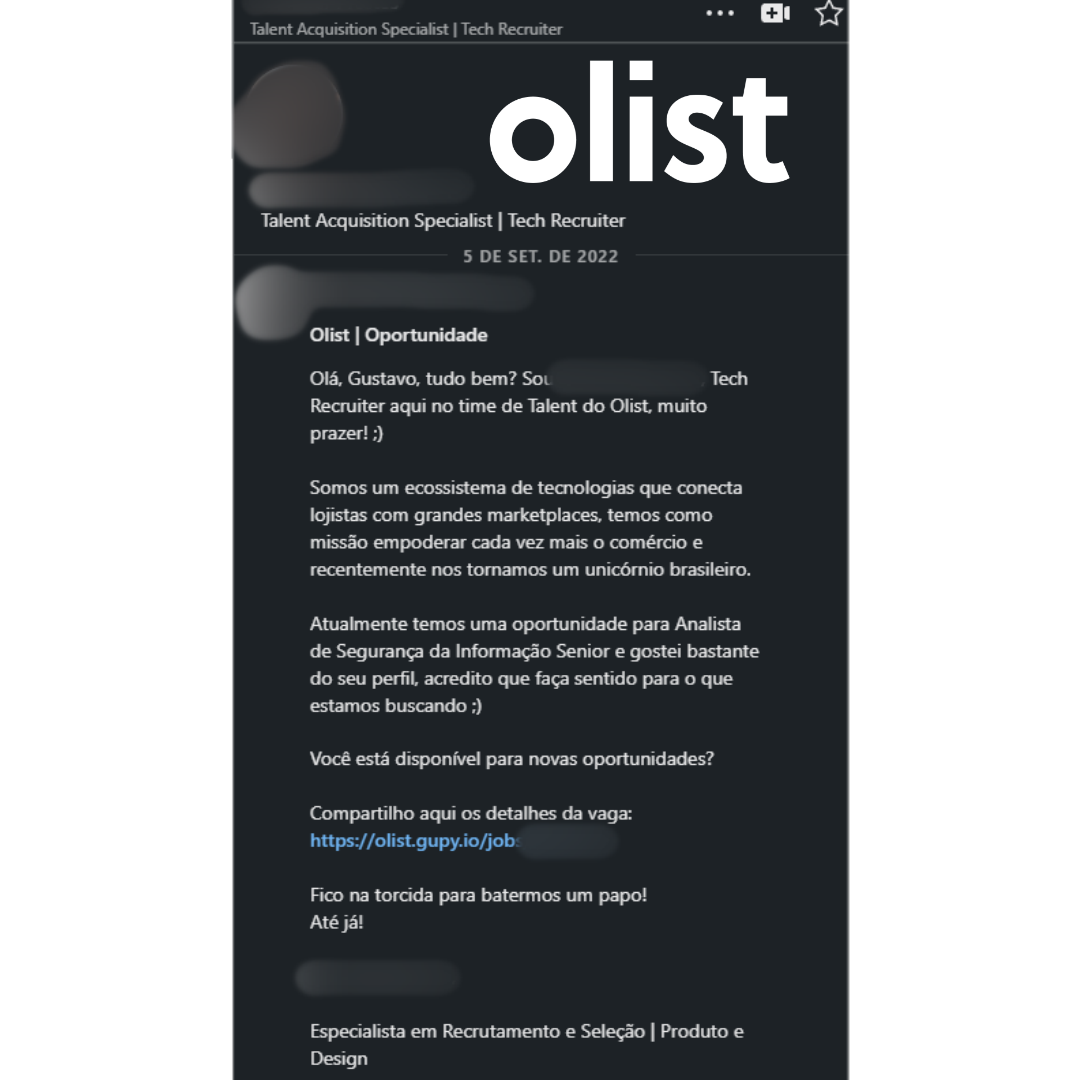 Talent Acquisition Specialist | Tech Recruiter
olist
Talent Acquisition Specialist | Tech Recruiter
5 DE SET. DE 2022
Olist | Oportunidade
Olá, Gustavo, tudo bem? Sou Tech
Recruiter aqui no time de Talent do Olist, muito
prazer! ;)
Somos um ecossistema de tecnologias que conecta
lojistas com grandes marketplaces, temos como
missão empoderar cada vez mais o comércio e
recentemente nos tornamos um unicórnio brasileiro.
Atualmente temos uma oportunidade para Analista
de Segurança da Informação Senior e gostei bastante
do seu perfil, acredito que faça sentido para o que
estamos buscando ;)
Você está disponível para novas oportunidades?
Compartilho aqui os detalhes da vaga:
https://olist.gupy.io/jobs
Fico na torcida para batermos um papo!
Até já!
Especialista em Recrutamento e Seleção | Produto e
Design